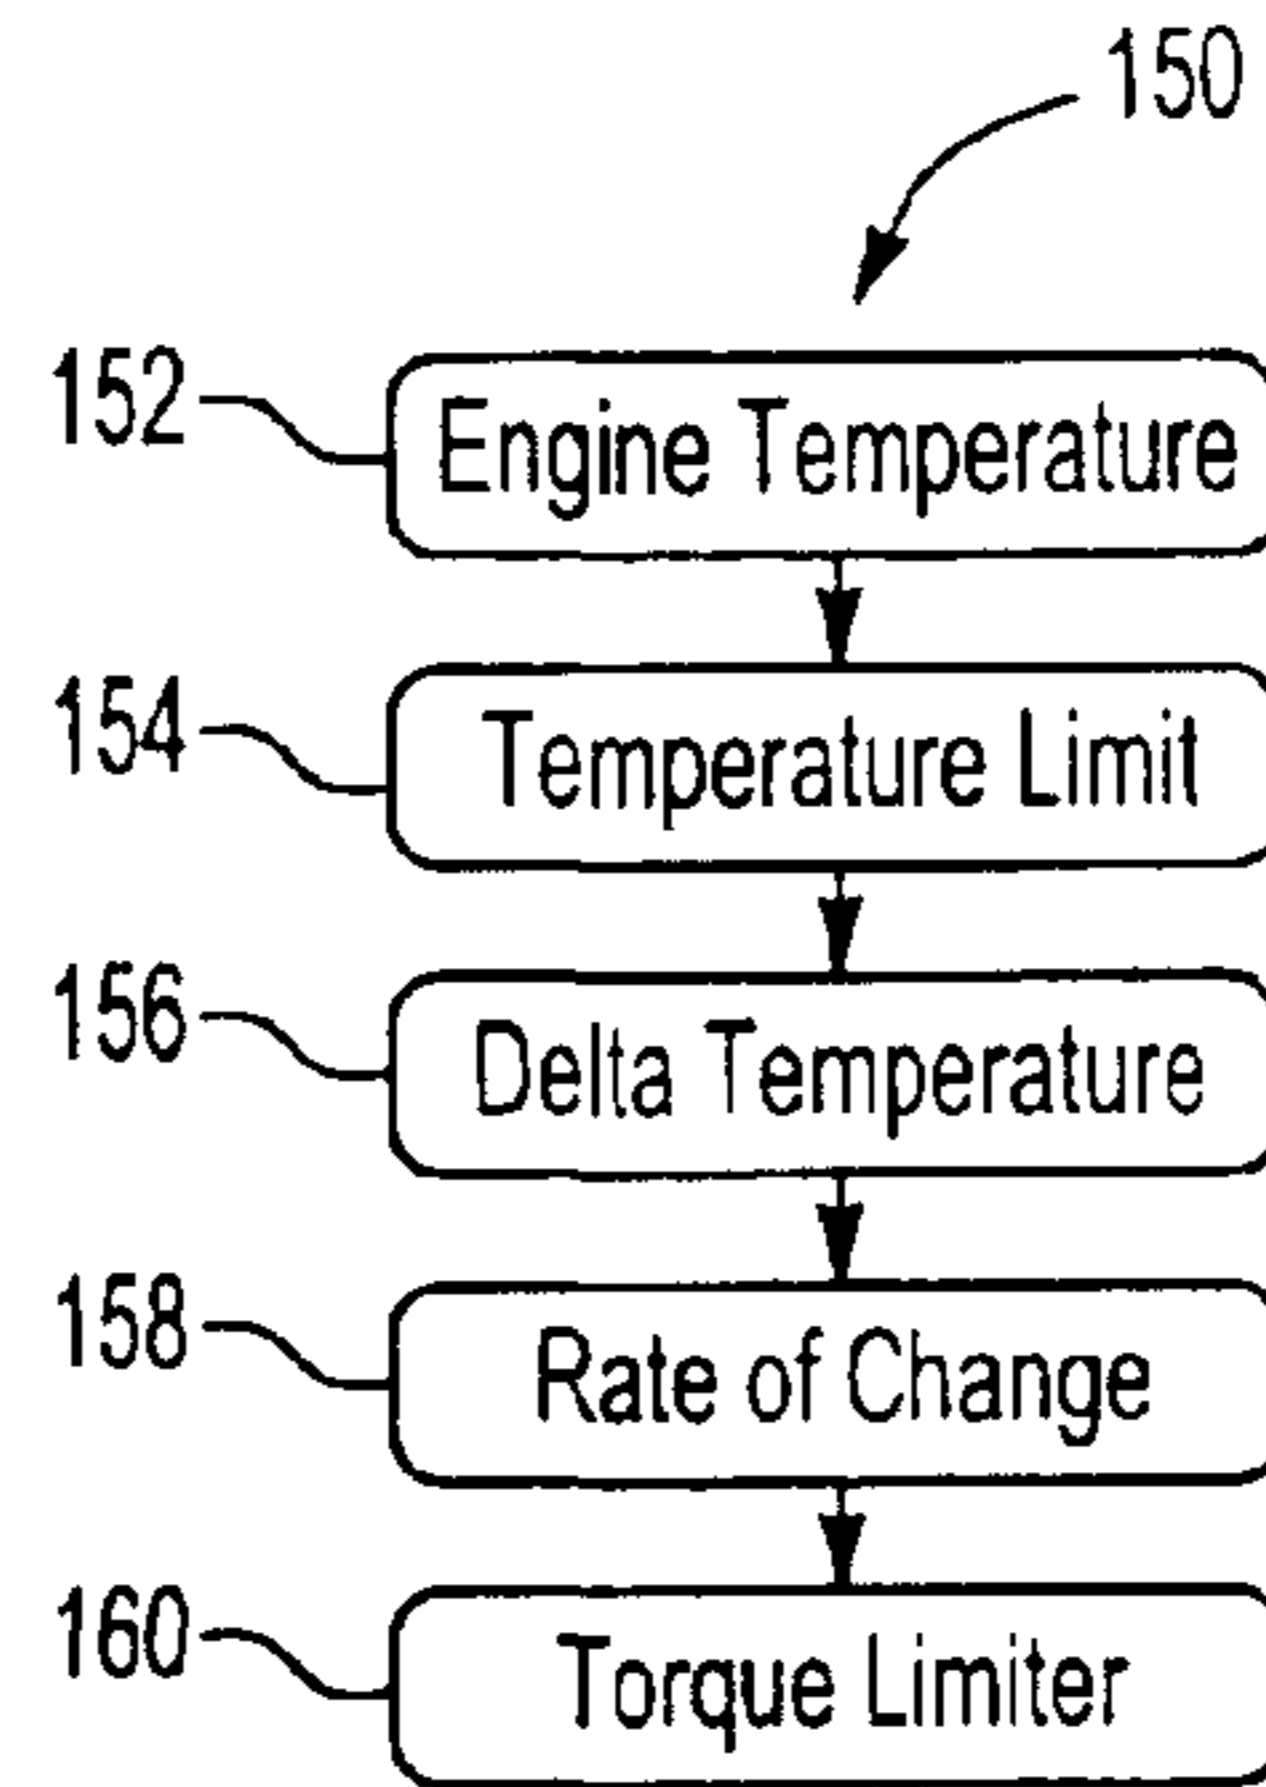 150
152 Engine Temperature
154 Temperature Limit
156 Delta Temperature
158 Rate of Change
160 Torque Limiter